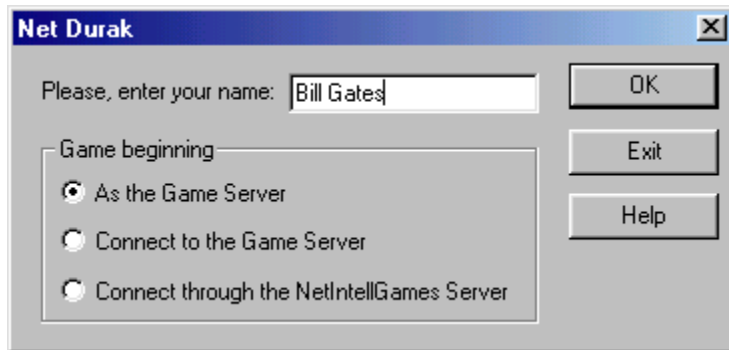 Net Durak
Please, enter your name: Bill Gates
OK
Game beginning
Exit
As the Game Server
Help
Connect to the Game Server
Connect through the NetIntellGames Server